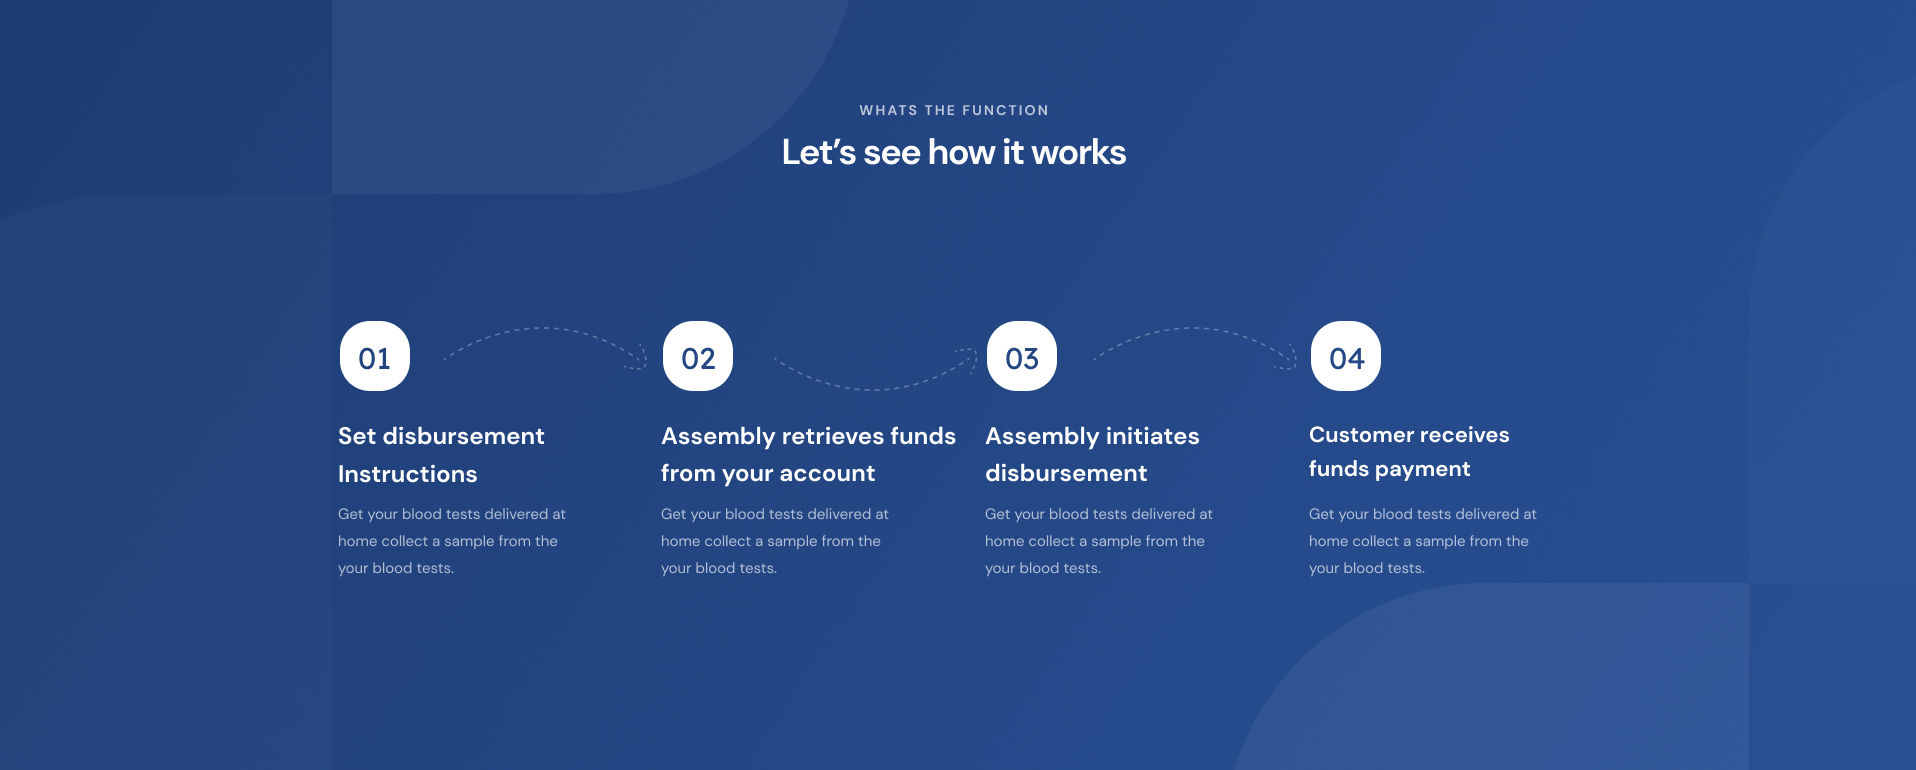 WHATS THE FUNCTION
Let’s see how it works
01
Set disbursement
Instructions
Get your blood tests delivered at
home collect a sample from the
your blood tests.
02
Assembly retrieves funds
from your account
Get your blood tests delivered at
home collect a sample from the
your blood tests.
03
Assembly initiates
disbursement
Get your blood tests delivered at
home collect a sample from the
your blood tests.
04
Customer receives
funds payment
Get your blood tests delivered at
home collect a sample from the
your blood tests.